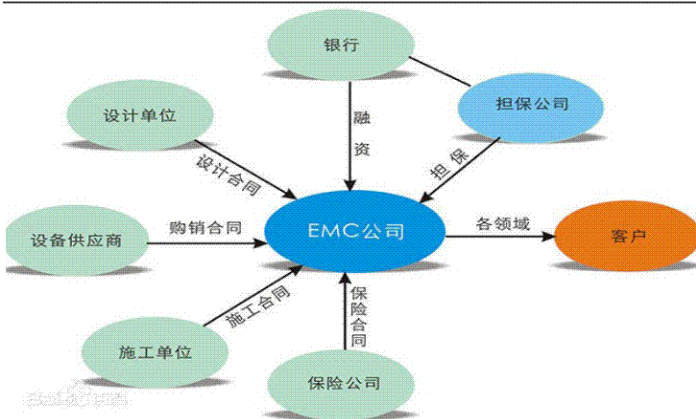 银行
担保公司
设计单位
融资
担保
设计合同
EMC公司
设备供应商
购销合同
各领域
客户
施工合同
保险合同
施工单位
保险公司